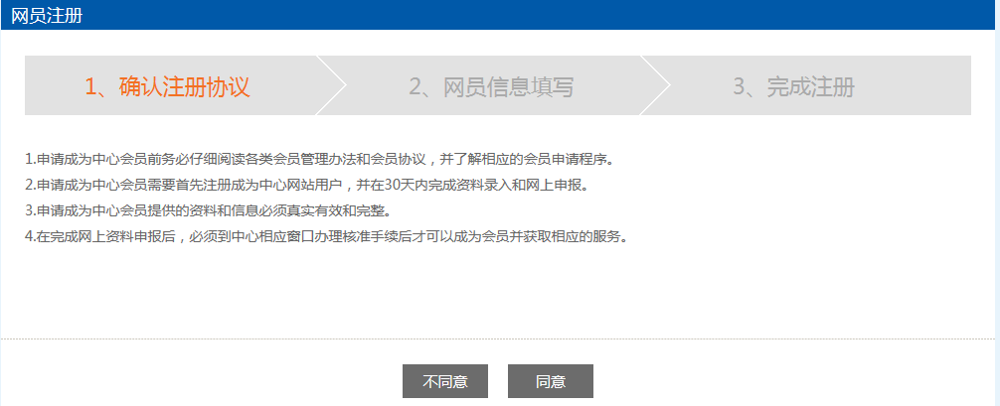 网员注册
1、确认注册协议
2、网员信息填写
3、完成注册
1.申请成为中心会员前务必仔细阅读各类会员管理办法和会员协议，并了解相应的会员申请程序。
2.申请成为中心会员需要首先注册成为中心网站用户，并在30天内完成资料录入和网上申报。
3.申请成为中心会员提供的资料和信息必须真实有效和完整。
4.在完成网上资料申报后，必须到中心相应窗口办理核准手续后才可以成为会员并获取相应的服务。
不同意
同意